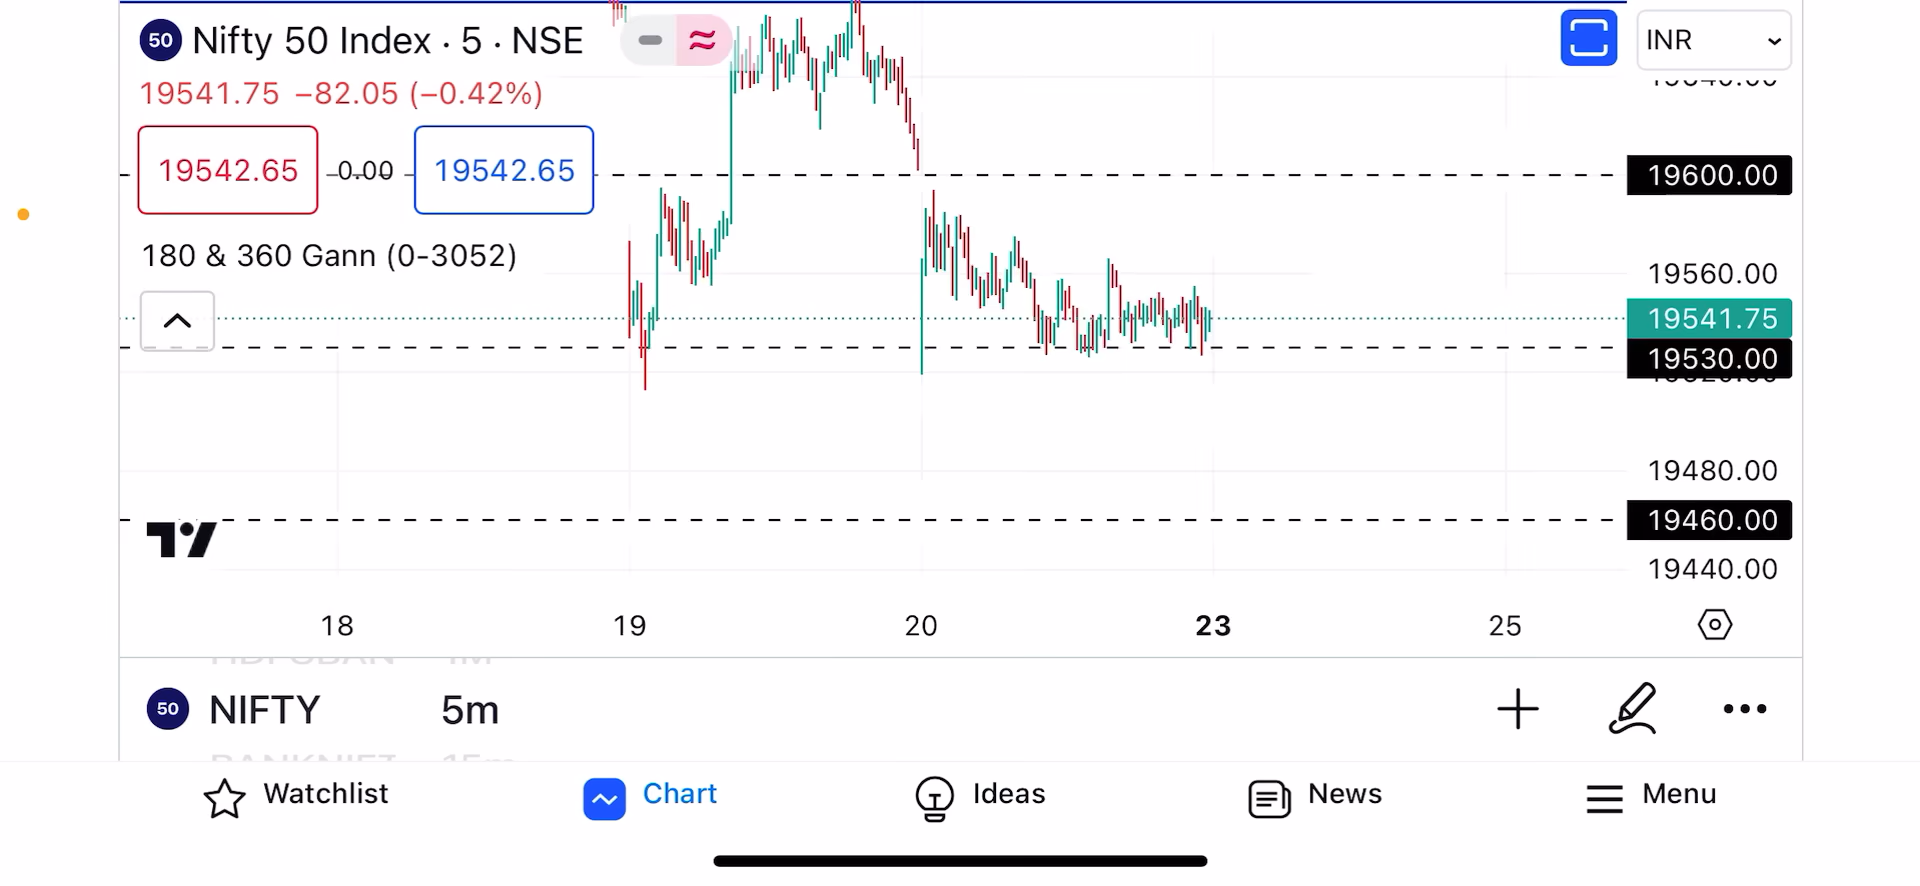 50 Nifty 50 Index · 5 · NSE
INR
19541.75 −82.05 (−0.42%)
19542.65 0.00 19542.65
180 & 360 Gann (0-3052)
19600.00
19560.00
19541.75
19530.00
19480.00
19460.00
19440.00
18 19 20 23 25
50 NIFTY 5m
Watchlist Chart Ideas News Menu